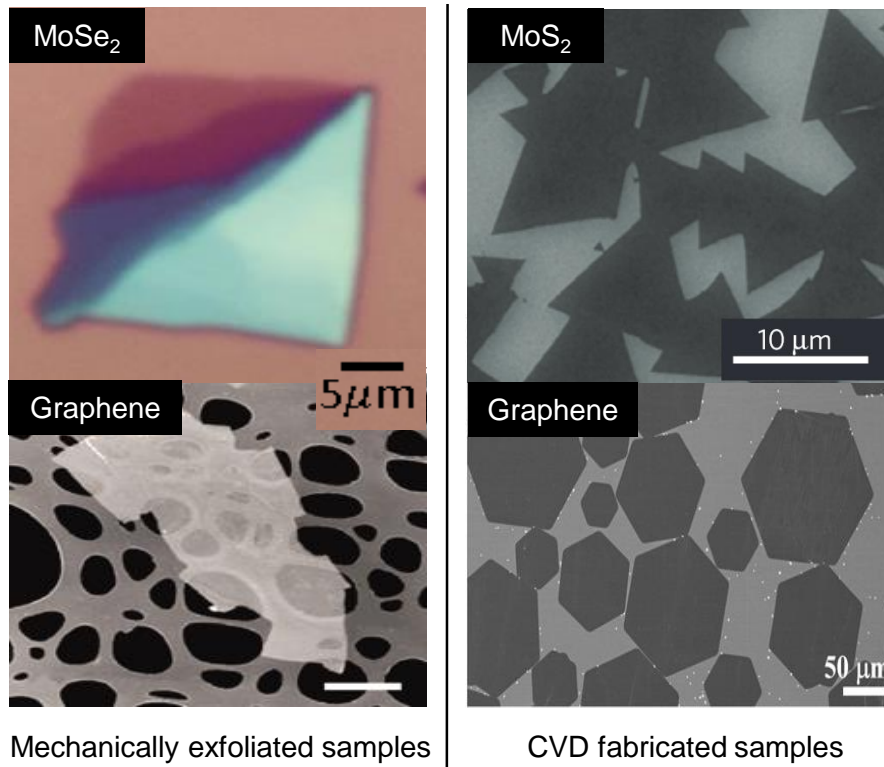 MoSe₂
MoS₂
5μm
10 μm
Graphene
Graphene
50 μm
Mechanically exfoliated samples
CVD fabricated samples